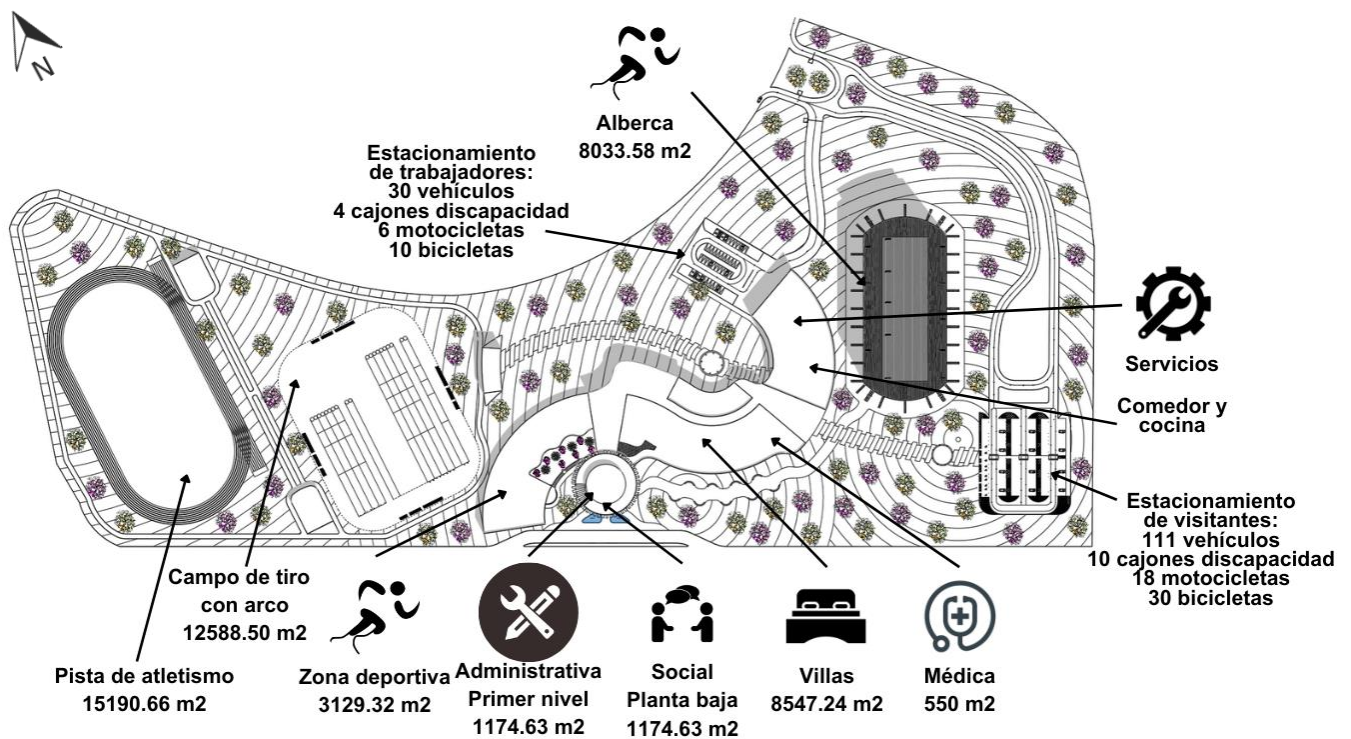 N
Alberca
8033.58 m2
Estacionamiento
de trabajadores:
30 vehículos
4 cajones discapacidad
6 motocicletas
10 bicicletas
Servicios
Comedor y
cocina
Estacionamiento
de visitantes:
111 vehículos
10 cajones discapacidad
18 motocicletas
30 bicicletas
Campo de tiro
con arco
12588.50 m2
Pista de atletismo
15190.66 m2
Zona deportiva
3129.32 m2
Administrativa
Primer nivel
1174.63 m2
Social
Planta baja
1174.63 m2
Villas
8547.24 m2
Médica
550 m2